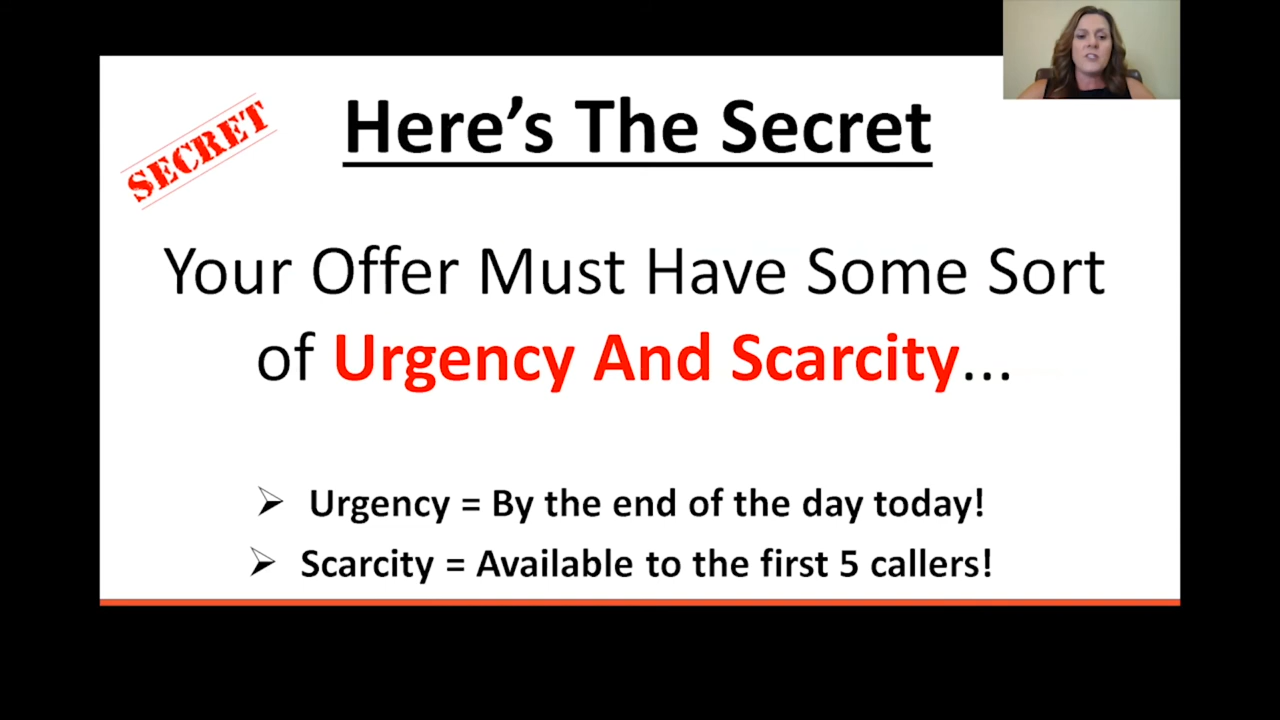 SECRET
Here's The Secret
Your Offer Must Have Some Sort
of Urgency And Scarcity...
➢ Urgency = By the end of the day today!
➢ Scarcity = Available to the first 5 callers!